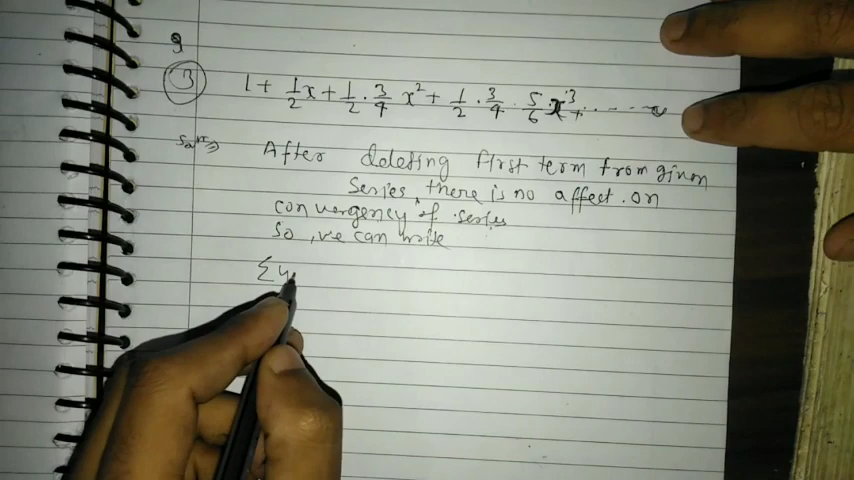 9
3 1 + 1/2 x + 1/2 . 3/4 x² + 1/2 . 3/4 . 5/6 x³ + ......
Solⁿ⇒ After deleting first term from given
series, there is no affect on
convergency of series
so, we can write
Σu